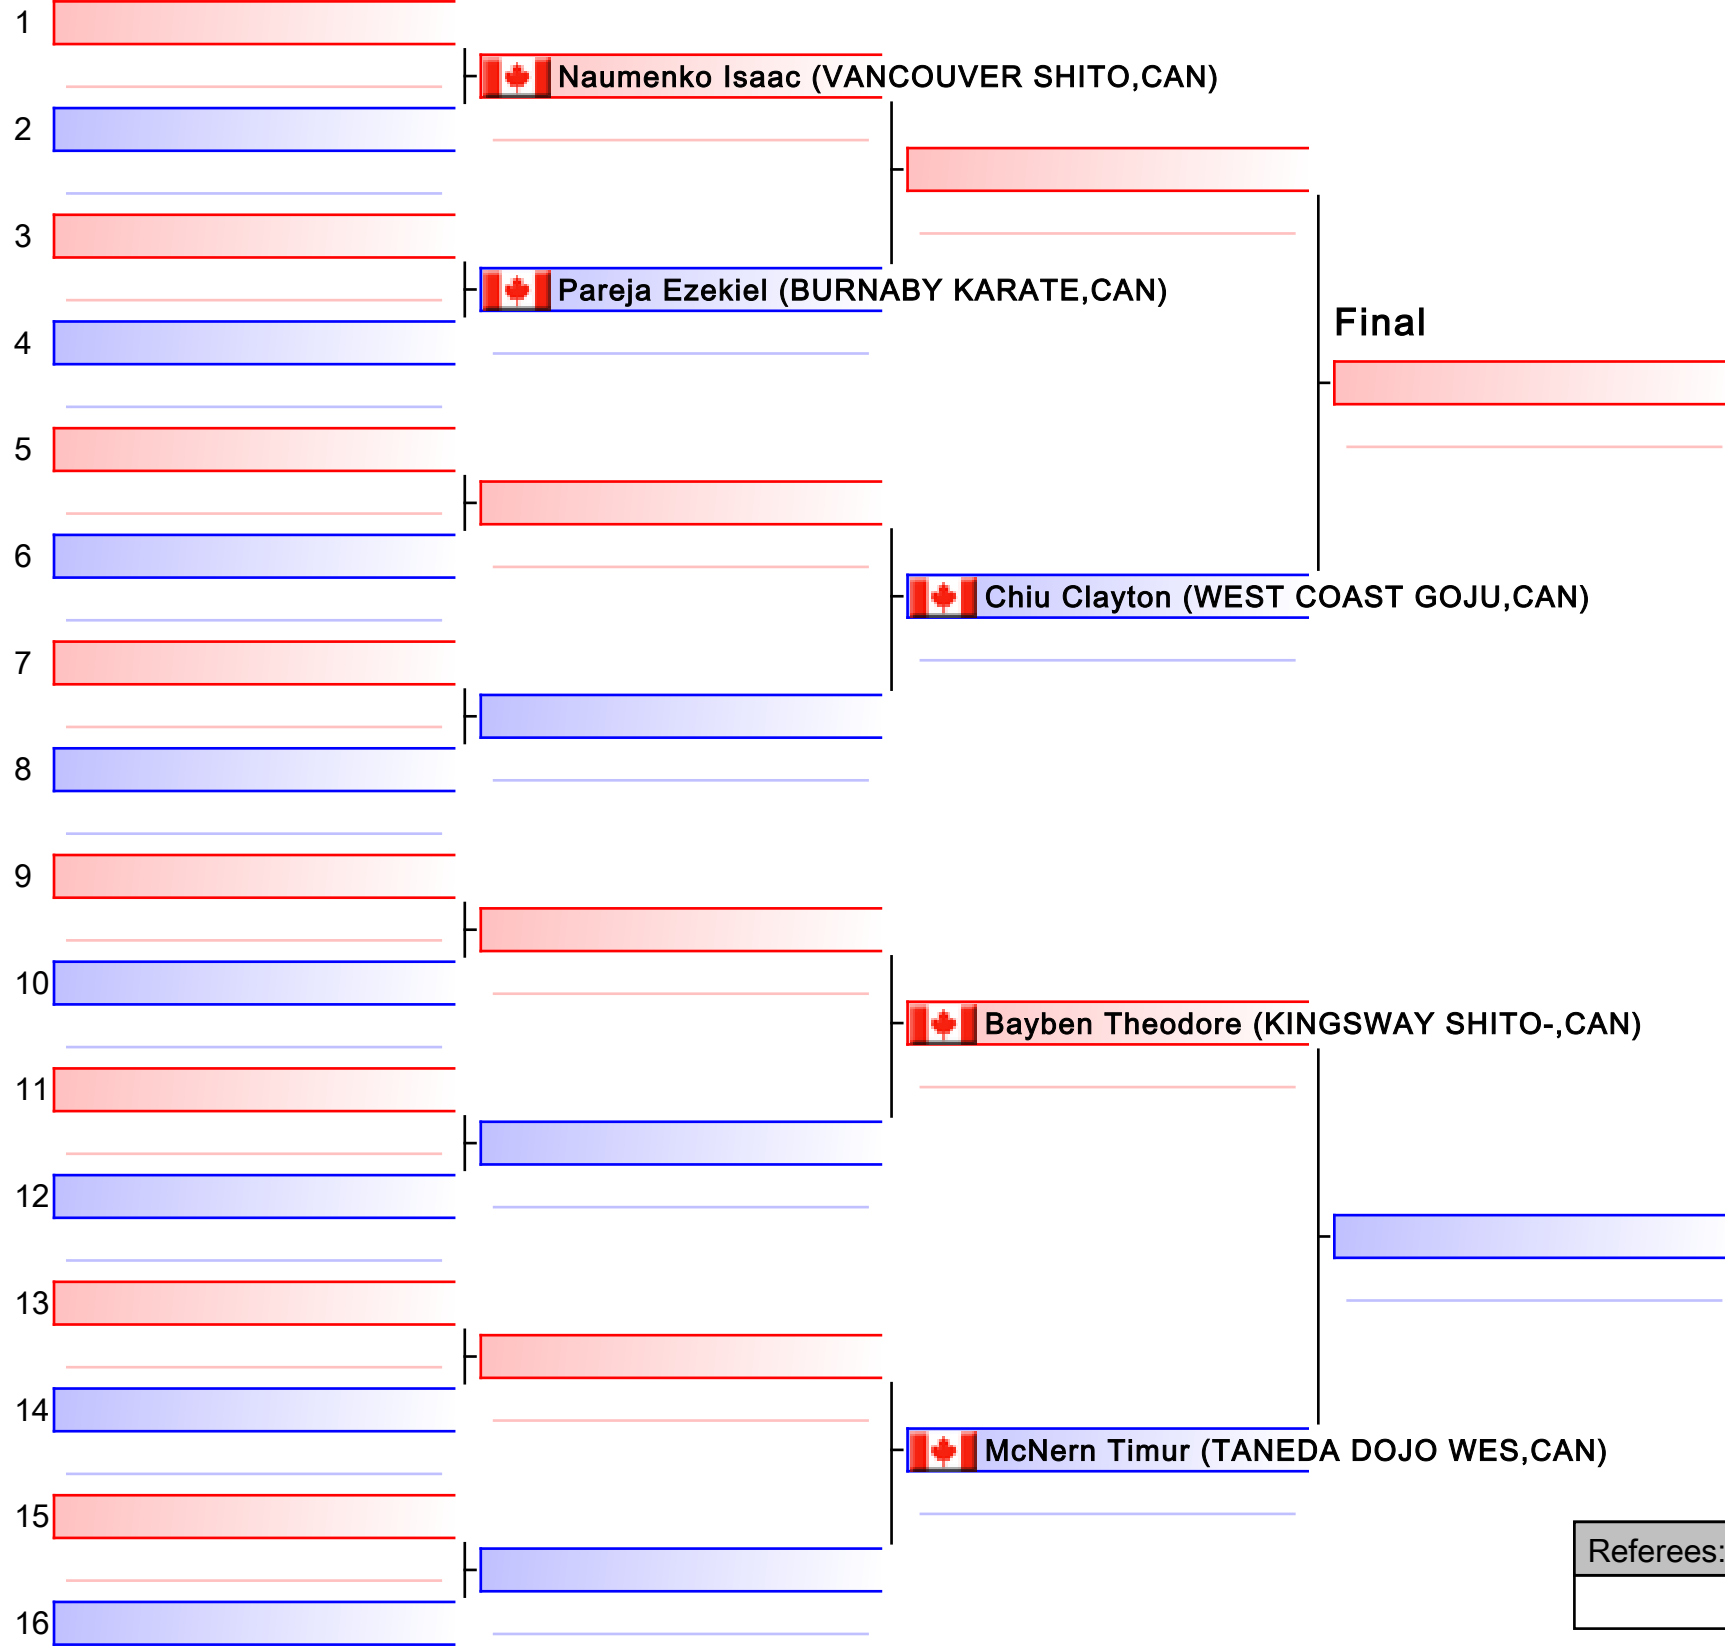 1
Naumenko Isaac (VANCOUVER SHITO,CAN)
2
3
Pareja Ezekiel (BURNABY KARATE,CAN)
Final
4
5
6
Chiu Clayton (WEST COAST GOJU,CAN)
7
8
9
10
Bayben Theodore (KINGSWAY SHITO-,CAN)
11
12
13
14
McNern Timur (TANEDA DOJO WES,CAN)
15
Referees:
16